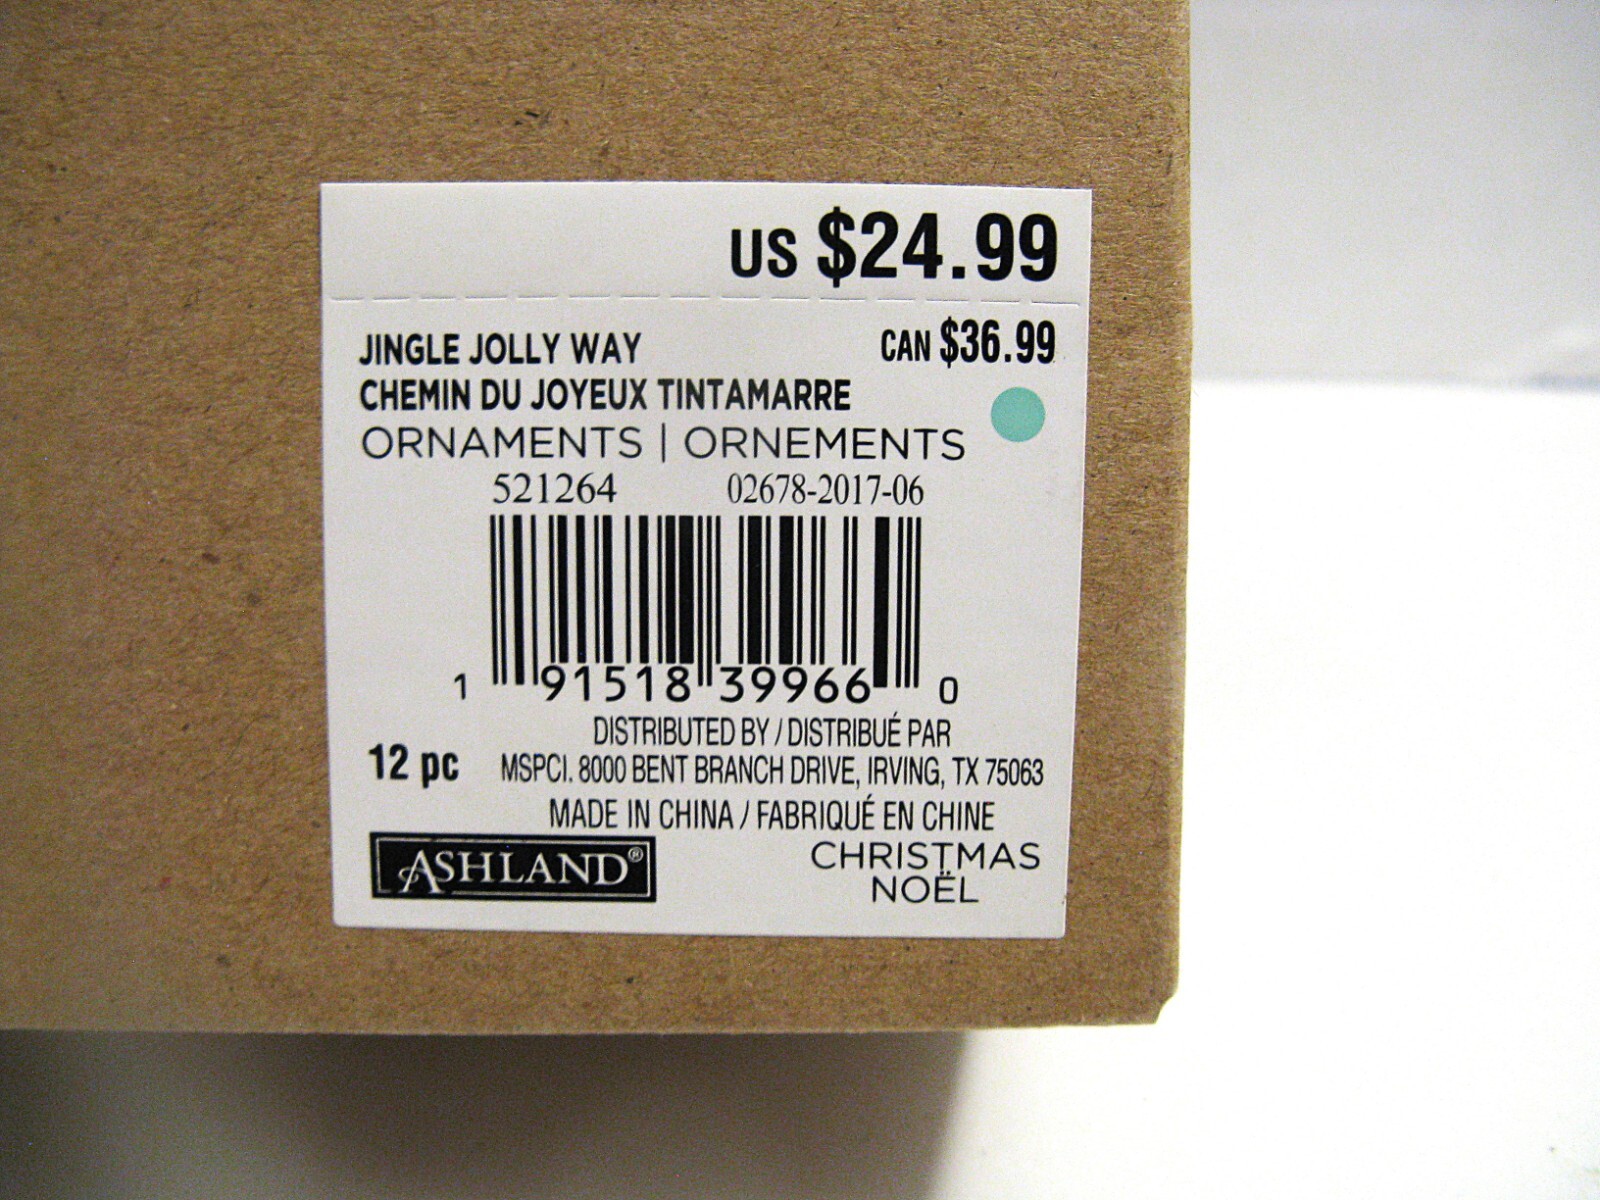 US $24.99
JINGLE JOLLY WAY
CAN $36.99
CHEMIN DU JOYEUX TINTAMARRE
ORNAMENTS | ORNEMENTS
521264 02678-2017-06
1 91518 39966 0
DISTRIBUTED BY / DISTRIBUÉ PAR
12 pc
MSPCI. 8000 BENT BRANCH DRIVE, IRVING, TX 75063
MADE IN CHINA / FABRIQUÉ EN CHINE
ASHLAND®
CHRISTMAS
NOËL